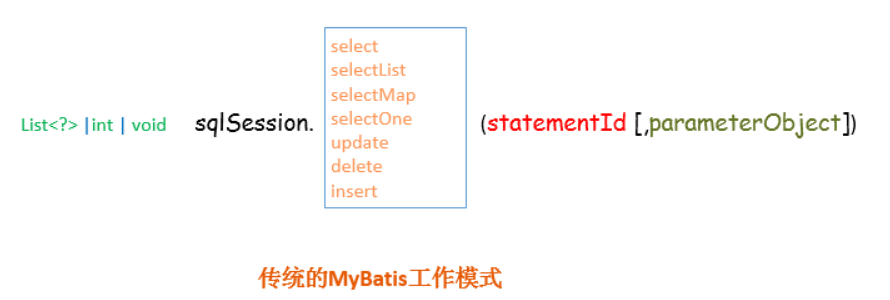 select
selectList
selectMap
List<?> |int | void sqlSession. selectOne (statementId [,parameterObject])
update
delete
insert
传统的MyBatis工作模式